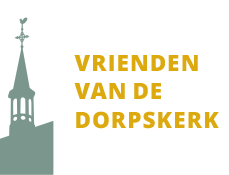 VRIENDEN
VAN DE
DORPSKERK